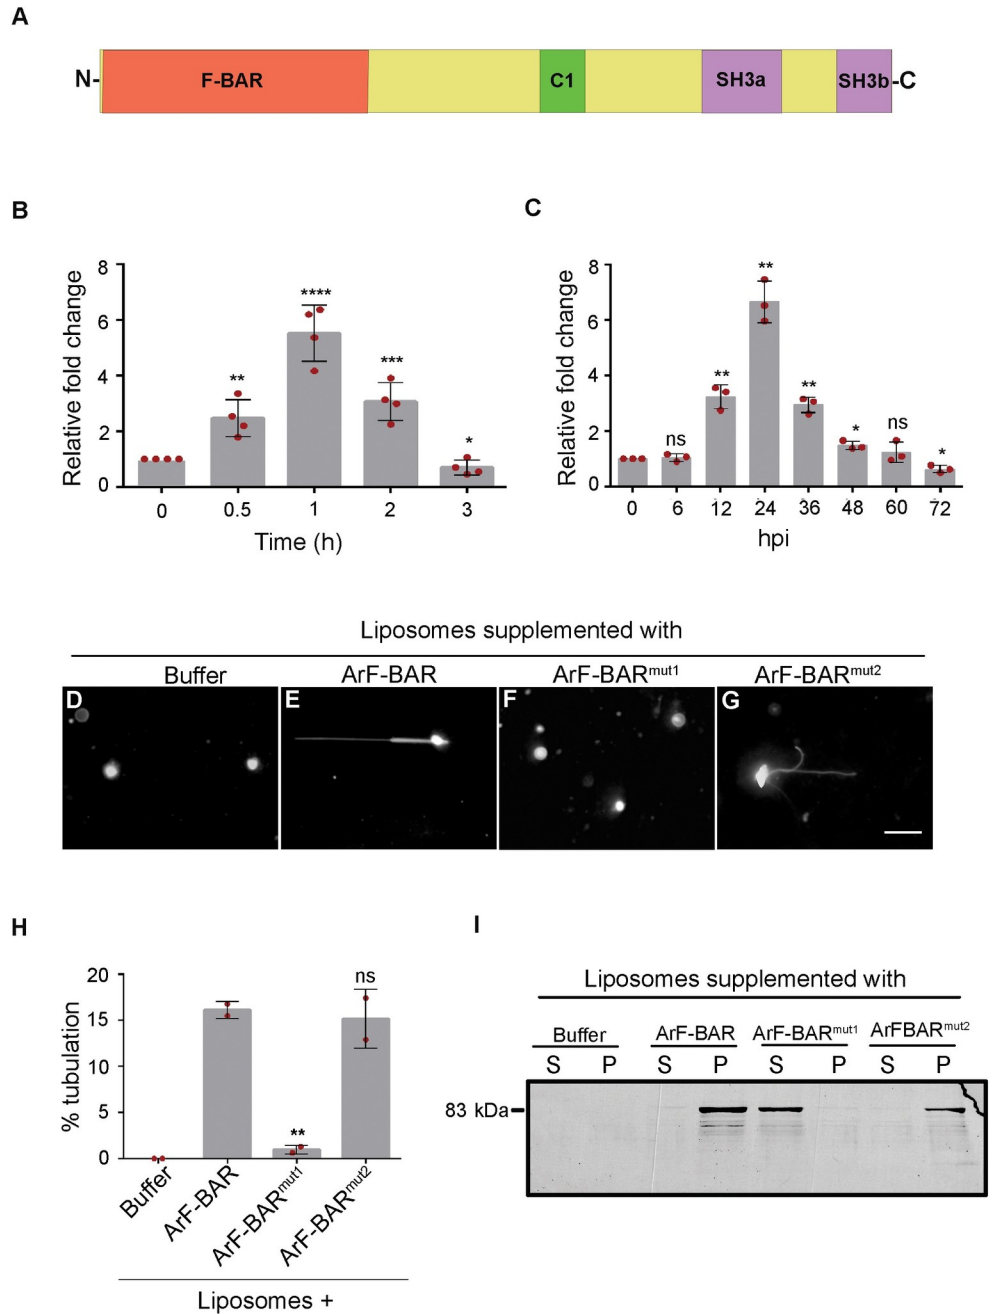 A
N- F-BAR C1 SH3a SH3b -C
B
Relative fold change
8
6
4
2
0
**
****
***
*
0 0.5 1 2 3
Time (h)
C
Relative fold change
8
6
4
2
0
ns
**
**
**
*
ns
*
0 6 12 24 36 48 60 72
hpi
Liposomes supplemented with
Buffer ArF-BAR ArF-BARmut1 ArF-BARmut2
D E F G
H
% tubulation
20
15
10
5
0
**
ns
Buffer
ArF-BAR
ArF-BARmut1
ArF-BARmut2
Liposomes +
I
Liposomes supplemented with
Buffer ArF-BAR ArF-BARmut1 ArFBARmut2
S P S P S P S P
83 kDa